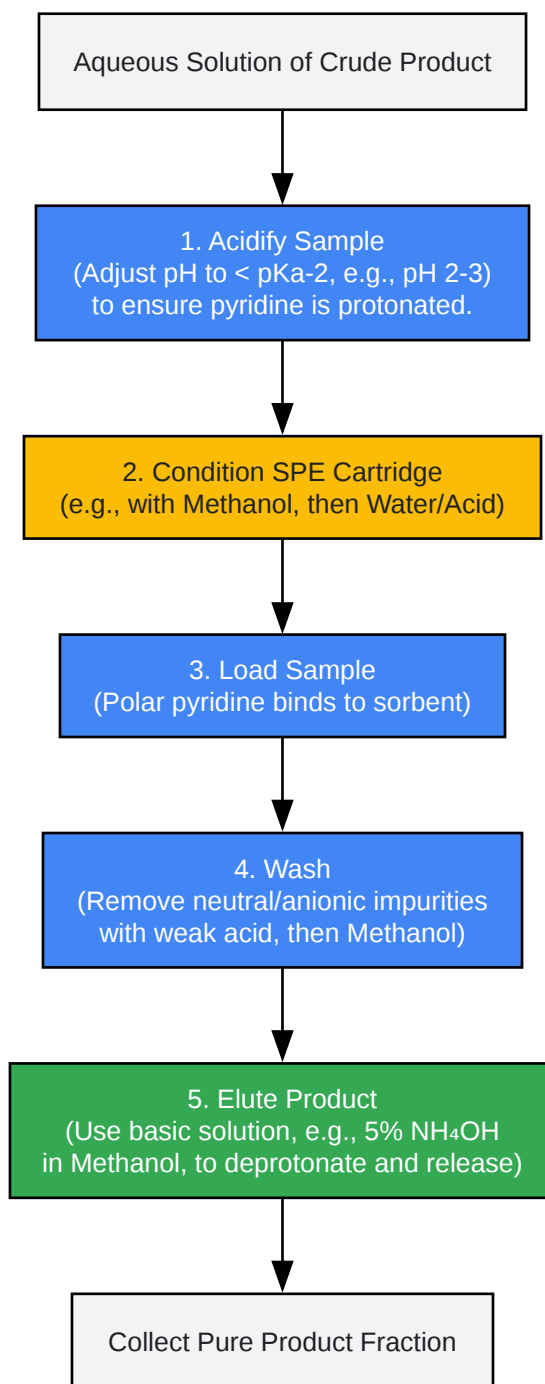 Aqueous Solution of Crude Product
1. Acidify Sample
(Adjust pH to < pKa-2, e.g., pH 2-3)
to ensure pyridine is protonated.
2. Condition SPE Cartridge
(e.g., with Methanol, then Water/Acid)
3. Load Sample
(Polar pyridine binds to sorbent)
4. Wash
(Remove neutral/anionic impurities
with weak acid, then Methanol)
5. Elute Product
(Use basic solution, e.g., 5% NH₄OH
in Methanol, to deprotonate and release)
Collect Pure Product Fraction